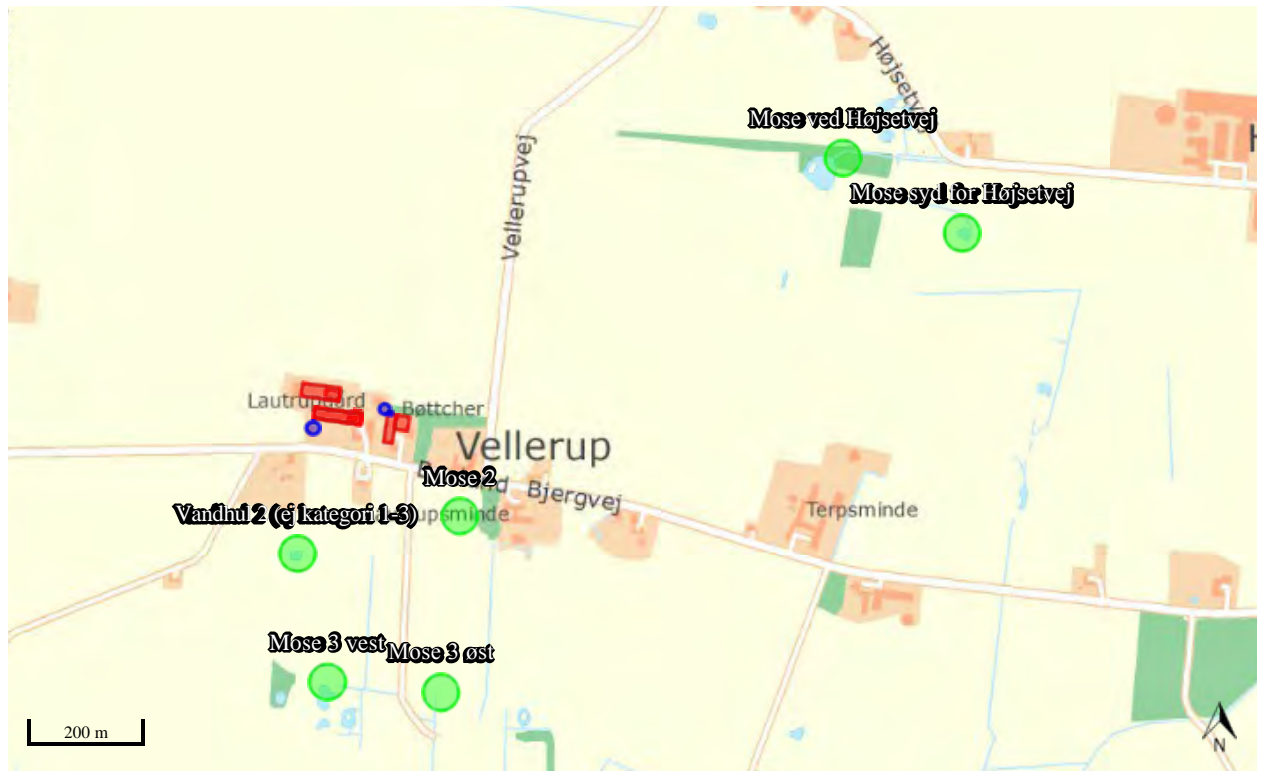 Højsetvej
Mose ved Højsetvej
Vellerupvej
Mose syd for Højsetvej
H
Bøttcher
Vellerup
Mose 2
Bjergvej
Vandhul 2 (ej kategori 1-3)
Terpsminde
Mose 3 vest
Mose 3 øst
200 m
N